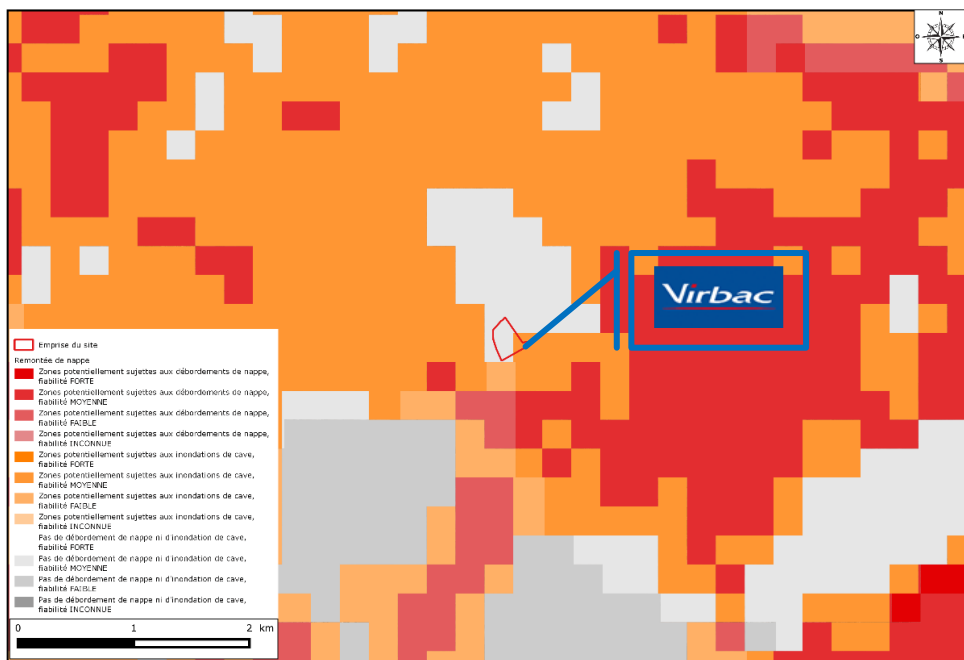 N
O
E
S
Virbac
Emprise du site
Remontée de nappe
Zones potentiellement sujettes aux débordements de nappe,
fiabilité FORTE
Zones potentiellement sujettes aux débordements de nappe,
fiabilité MOYENNE
Zones potentiellement sujettes aux débordements de nappe,
fiabilité FAIBLE
Zones potentiellement sujettes aux débordements de nappe,
fiabilité INCONNUE
Zones potentiellement sujettes aux inondations de cave,
fiabilité FORTE
Zones potentiellement sujettes aux inondations de cave,
fiabilité MOYENNE
Zones potentiellement sujettes aux inondations de cave,
fiabilité FAIBLE
Zones potentiellement sujettes aux inondations de cave,
fiabilité INCONNUE
Pas de débordement de nappe ni d'inondation de cave,
fiabilité FORTE
Pas de débordement de nappe ni d'inondation de cave,
fiabilité MOYENNE
Pas de débordement de nappe ni d'inondation de cave,
fiabilité FAIBLE
Pas de débordement de nappe ni d'inondation de cave,
fiabilité INCONNUE
0 1 2 km